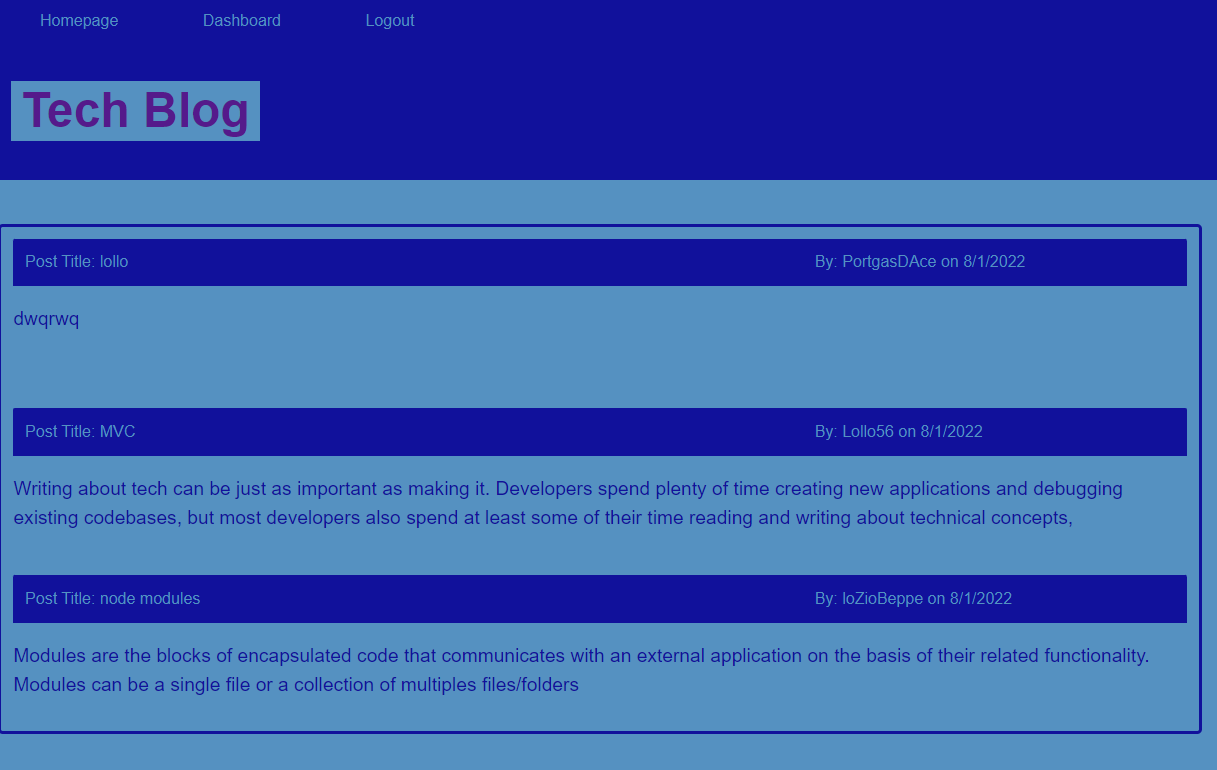 Homepage Dashboard Logout
Tech Blog
Post Title: lollo By: PortgasDAce on 8/1/2022
dwqrwq
Post Title: MVC By: Lollo56 on 8/1/2022
Writing about tech can be just as important as making it. Developers spend plenty of time creating new applications and debugging
existing codebases, but most developers also spend at least some of their time reading and writing about technical concepts,
Post Title: node modules By: loZioBeppe on 8/1/2022
Modules are the blocks of encapsulated code that communicates with an external application on the basis of their related functionality.
Modules can be a single file or a collection of multiples files/folders